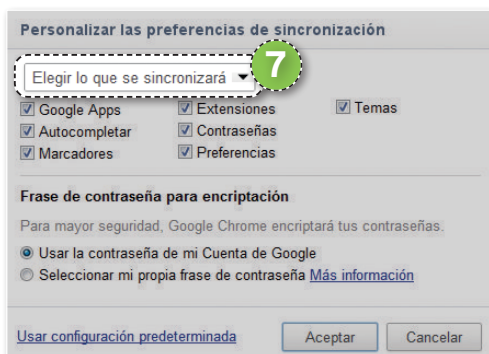 Personalizar las preferencias de sincronización
Elegir lo que se sincronizará
7
Google Apps Extensiones Temas
Autocompletar Contraseñas
Marcadores Preferencias
Frase de contraseña para encriptación
Para mayor seguridad, Google Chrome encriptará tus contraseñas.
Usar la contraseña de mi Cuenta de Google
Seleccionar mi propia frase de contraseña Más información
Usar configuración predeterminada Aceptar Cancelar